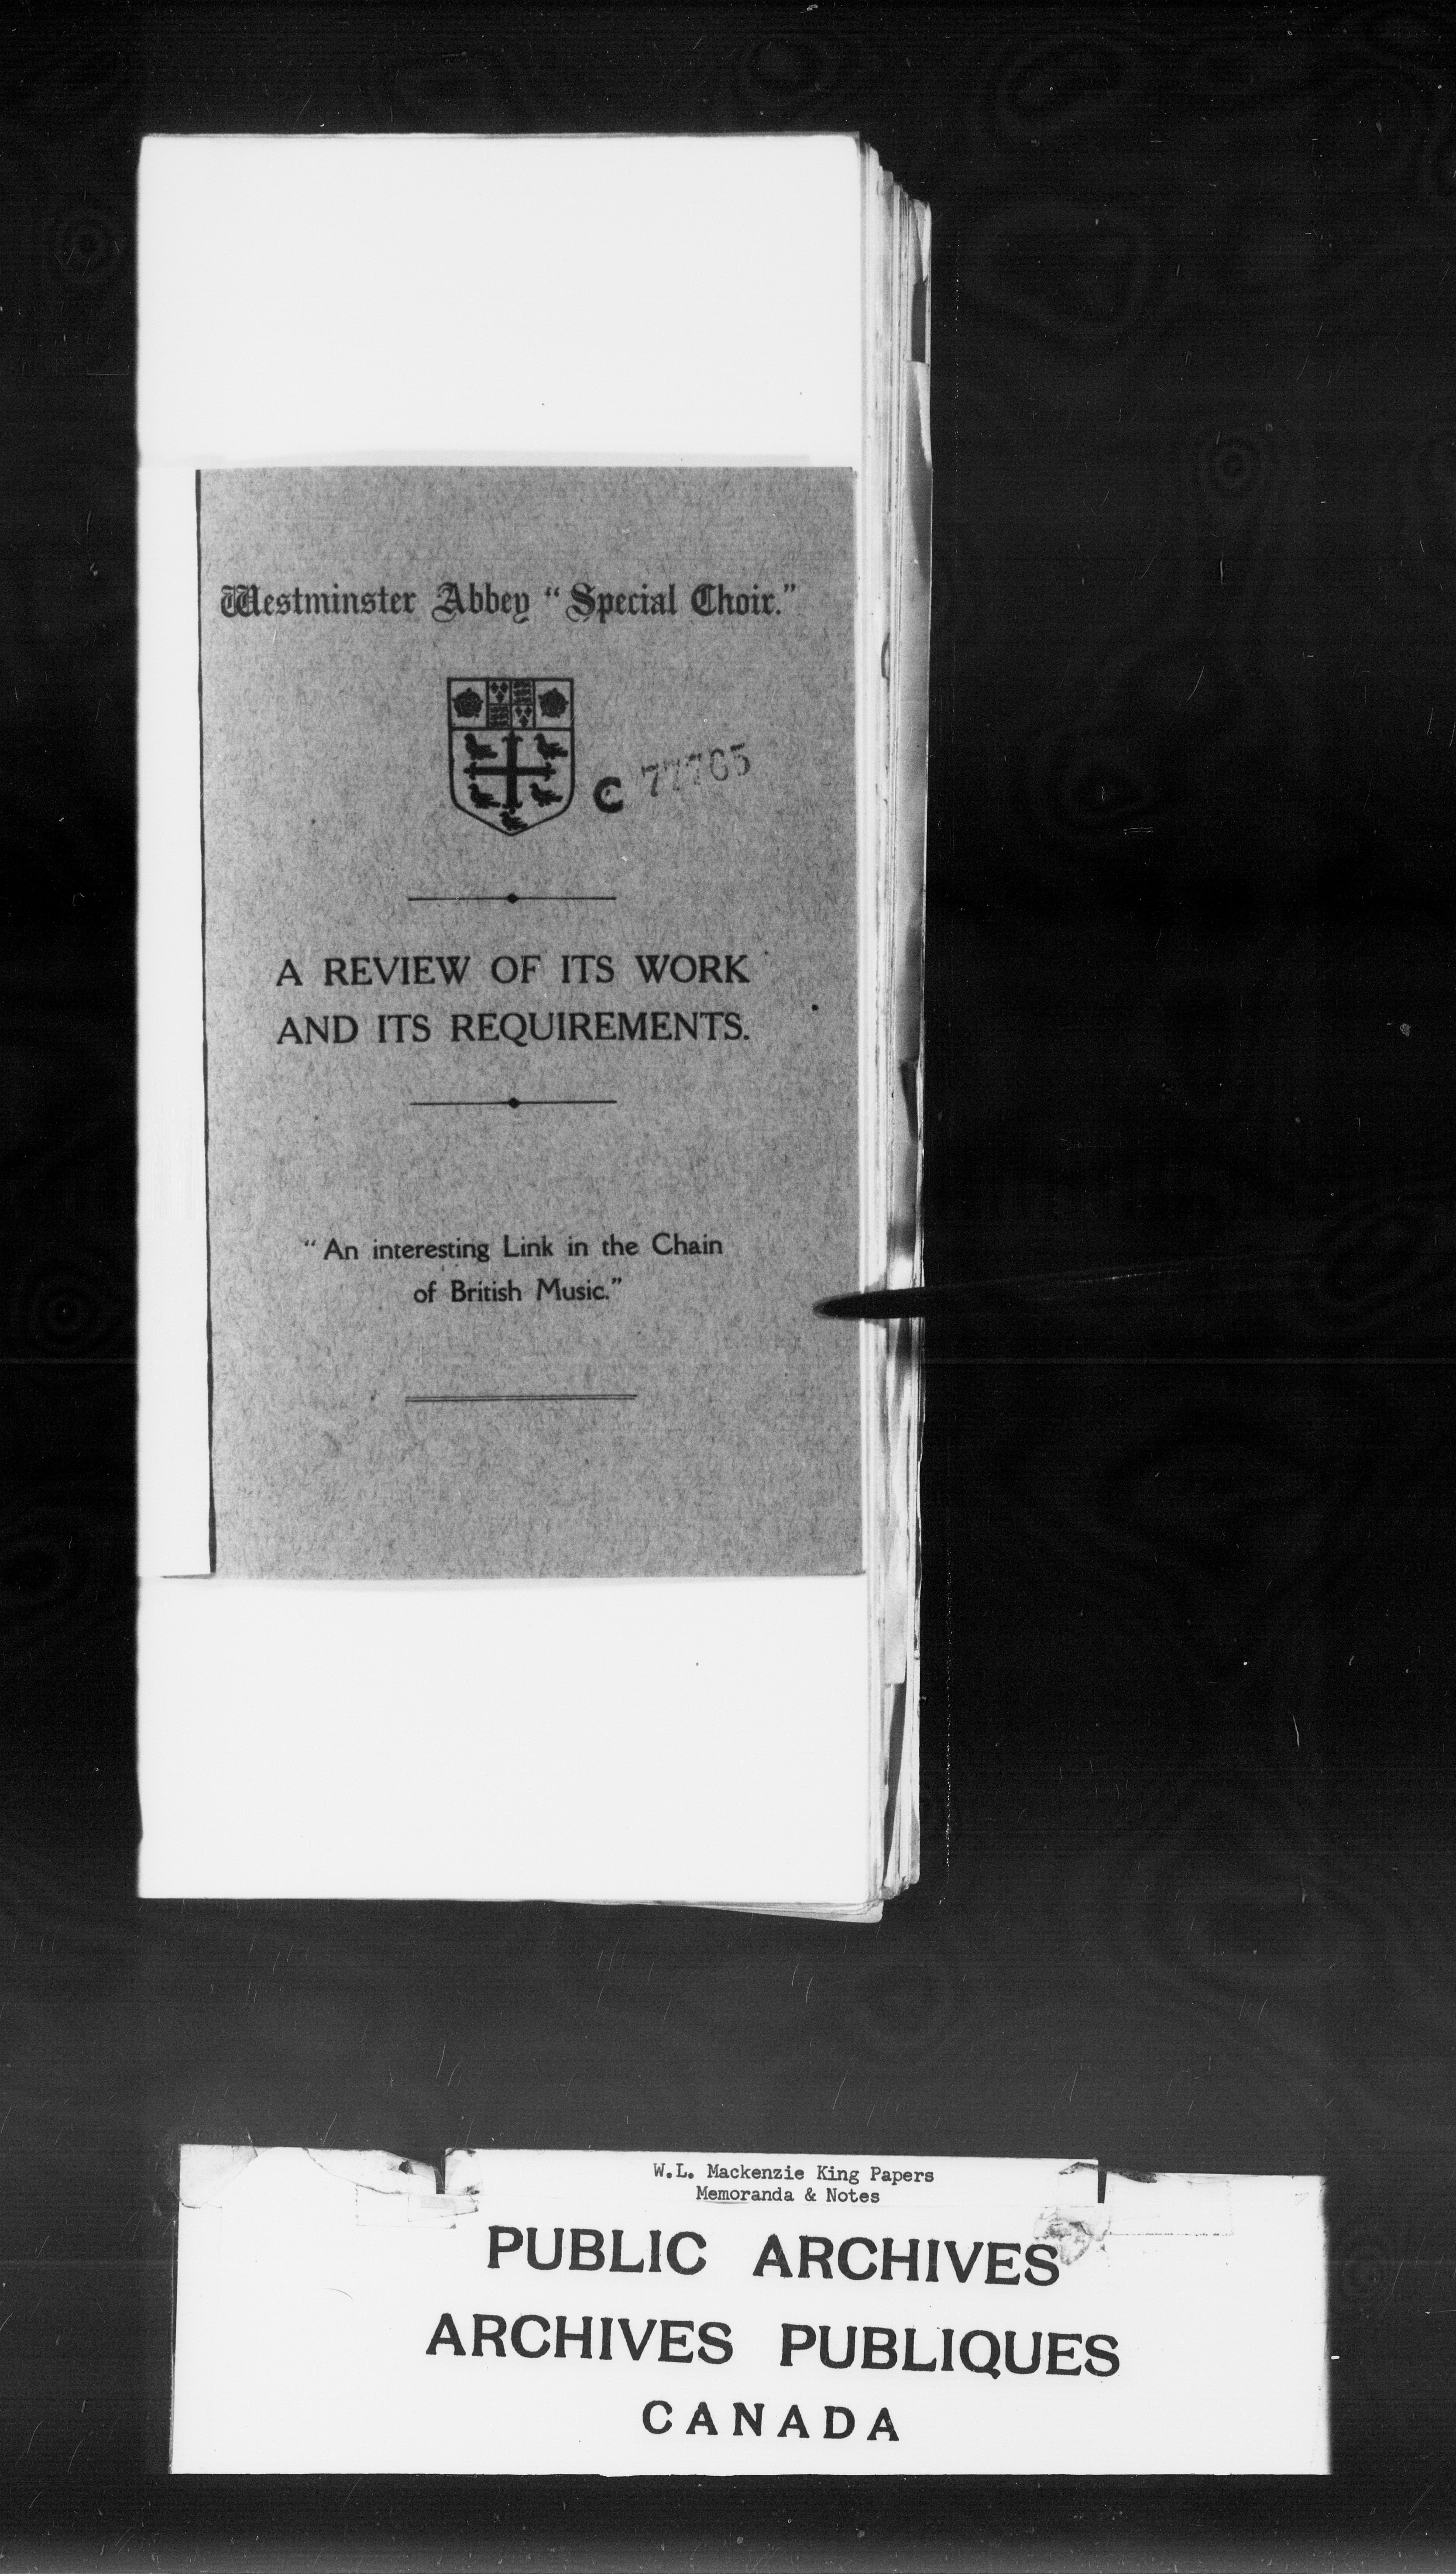 Westminster Abbey “Special Choir.”
C 77765
A REVIEW OF ITS WORK
AND ITS REQUIREMENTS.
“An interesting Link in the Chain
of British Music.”
W.L. Mackenzie King Papers
Memoranda & Notes
PUBLIC ARCHIVES
ARCHIVES PUBLIQUES
CANADA